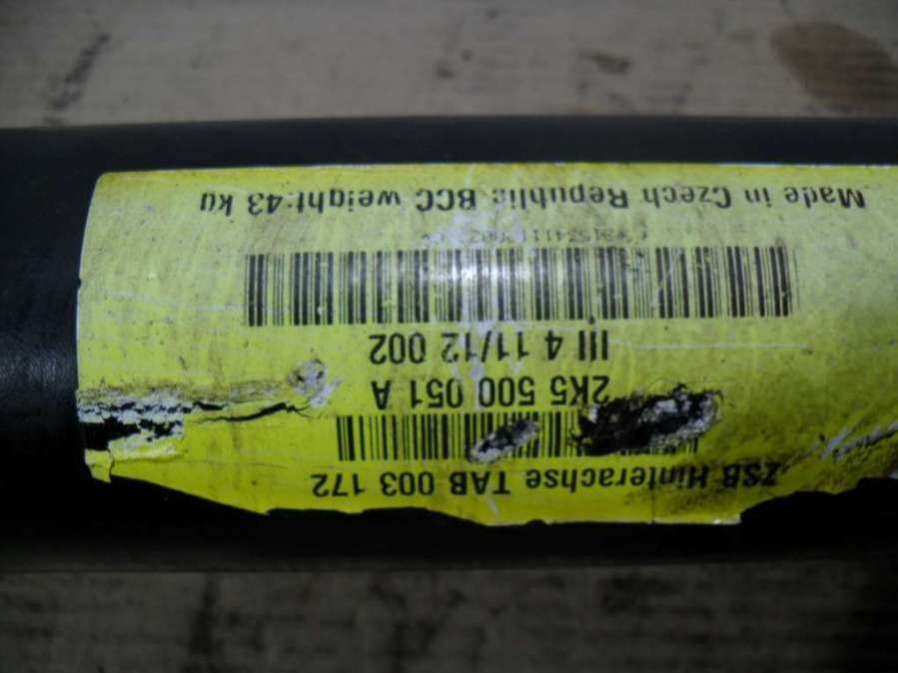 ZSB Hinterachse TAB 003 172
2K5 500 051 A
III 4 11/12 002
Made in Czech Republic BCC weight:43 kg